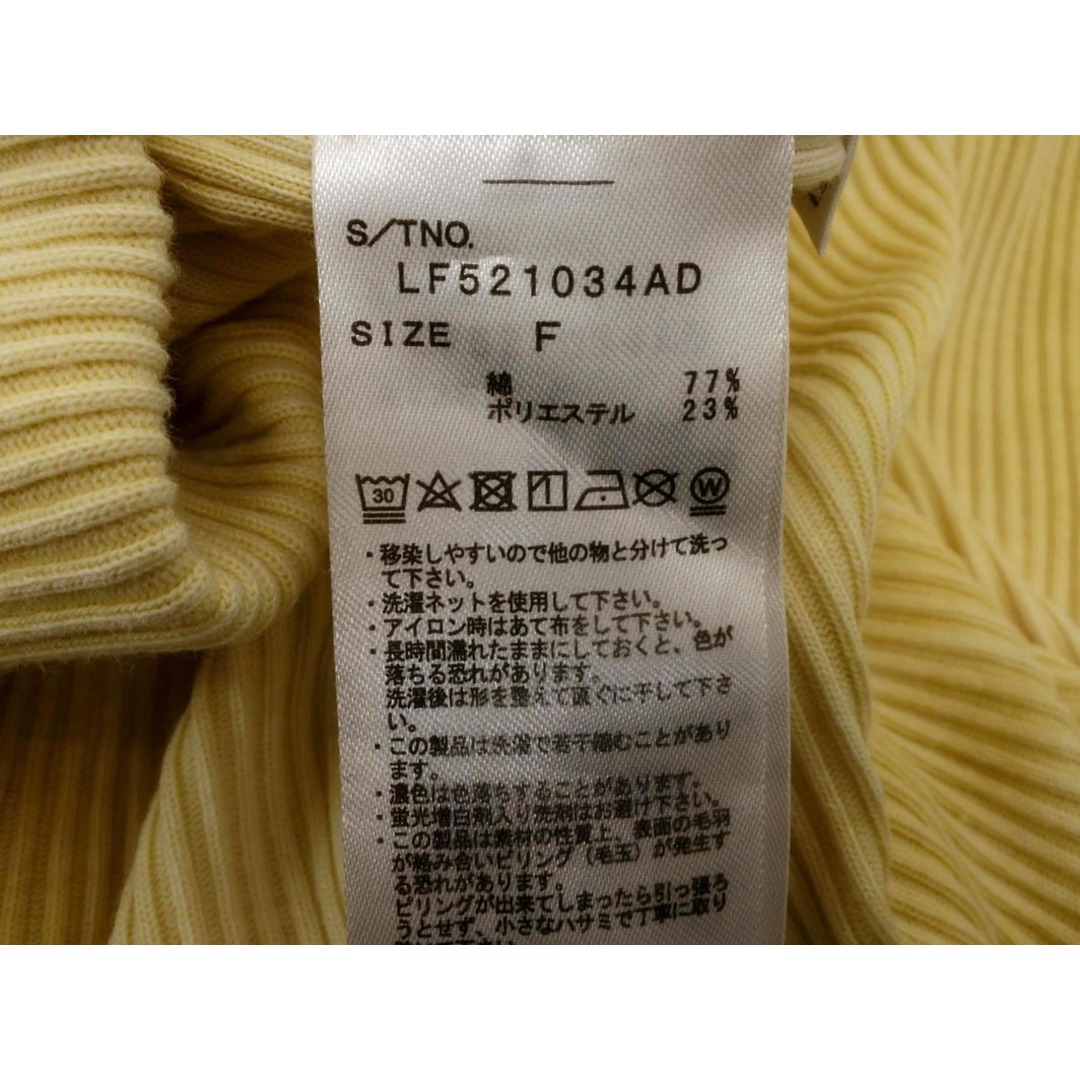 S/TNO.
LF521034AD
SIZE F
綿 77%
ポリエステル 23%
30
W
・移染しやすいので他の物と分けて洗っ
て下さい。
・洗濯ネットを使用して下さい。
・アイロン時はあて布をして下さい。
・長時間濡れたままにしておくと、色が
落ちる恐れがあります。
洗濯後は形を整えて直ぐに干して下さ
い。
・この製品は洗濯で若干縮むことがあり
ます。
・濃色は色落ちすることがあります。
・蛍光増白剤入り洗剤はお避け下さい。
・この製品は素材の性質上、表面の毛羽
が絡み合いピリング（毛玉）が発生す
る恐れがあります。
ピリングが出来てしまったら引っ張ろ
うとせず、小さなハサミで丁寧に取り